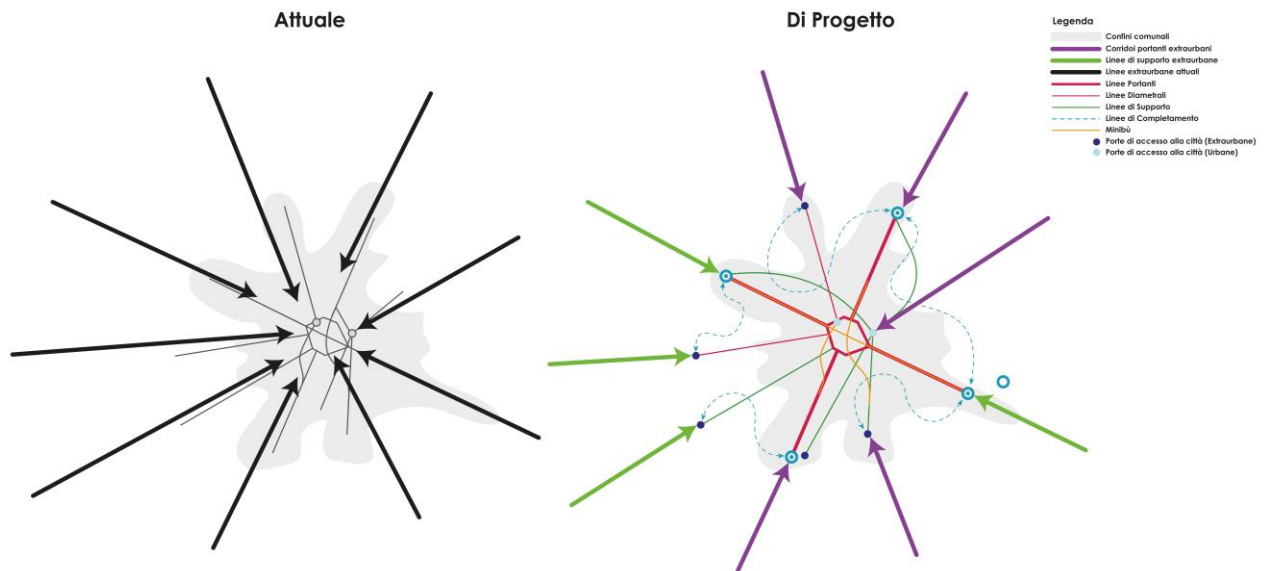 Attuale
Di Progetto
Legenda
Confini comunali
Corridoi portanti extraurbani
Linee di supporto extraurbane
Linee extraurbane attuali
Linee Portanti
Linee Diametrali
Linee di Supporto
Linee di Completamento
Minibù
Porte di accesso alla città (Extraurbane)
Porte di accesso alla città (Urbane)